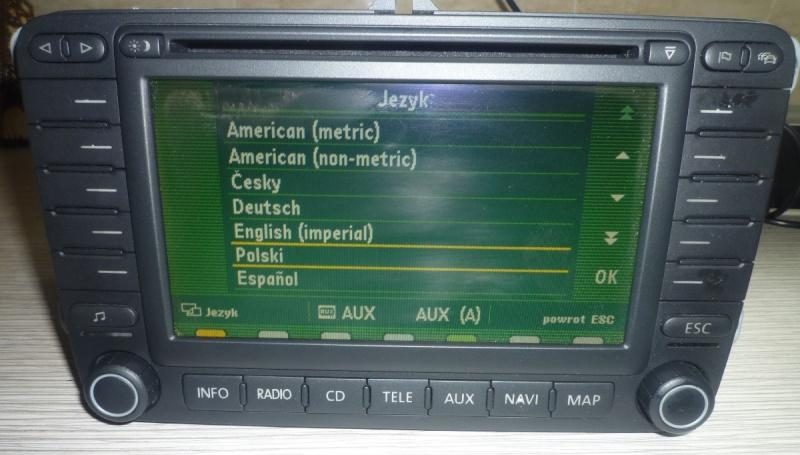 Jezyk
American (metric)
American (non-metric)
Česky
Deutsch
English (imperial)
Polski
Español
OK
Jezyk
AUX
AUX (A)
powrot ESC
ESC
INFO
RADIO
CD
TELE
AUX
NAVI
MAP